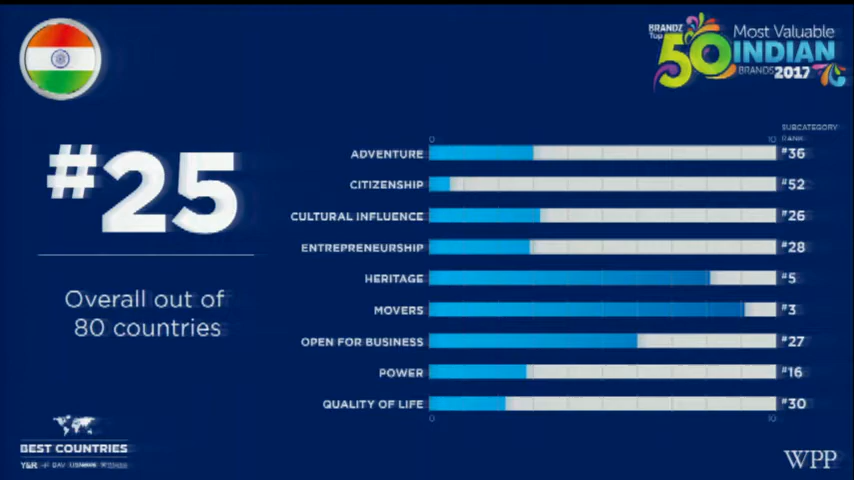 BRANDZ
Top
50
Most Valuable
INDIAN
BRANDS 2017
#25
Overall out of
80 countries
SUBCATEGORY
RANK
0 10
ADVENTURE #36
CITIZENSHIP #52
CULTURAL INFLUENCE #26
ENTREPRENEURSHIP #28
HERITAGE #5
MOVERS #3
OPEN FOR BUSINESS #27
POWER #16
QUALITY OF LIFE #30
0 10
BEST COUNTRIES
Y&R BAV
WPP